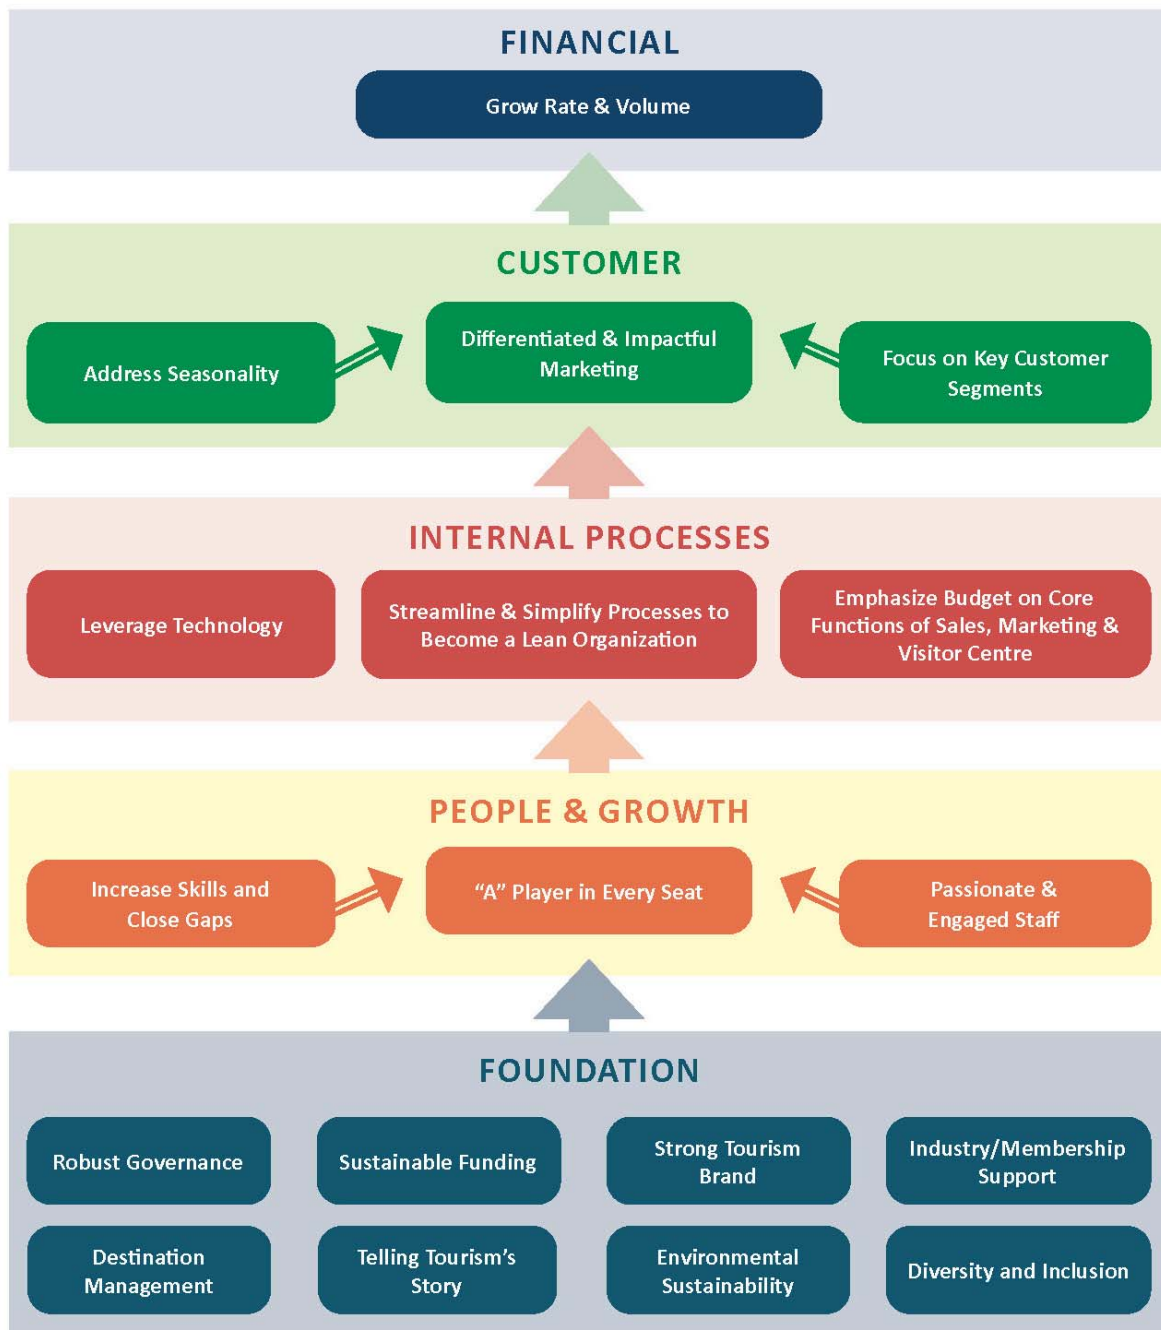 FINANCIAL
Grow Rate & Volume
CUSTOMER
Address Seasonality
Differentiated & Impactful
Marketing
Focus on Key Customer
Segments
INTERNAL PROCESSES
Leverage Technology
Streamline & Simplify Processes to
Become a Lean Organization
Emphasize Budget on Core
Functions of Sales, Marketing &
Visitor Centre
PEOPLE & GROWTH
Increase Skills and
Close Gaps
“A” Player in Every Seat
Passionate &
Engaged Staff
FOUNDATION
Robust Governance
Sustainable Funding
Strong Tourism
Brand
Industry/Membership
Support
Destination
Management
Telling Tourism’s
Story
Environmental
Sustainability
Diversity and Inclusion